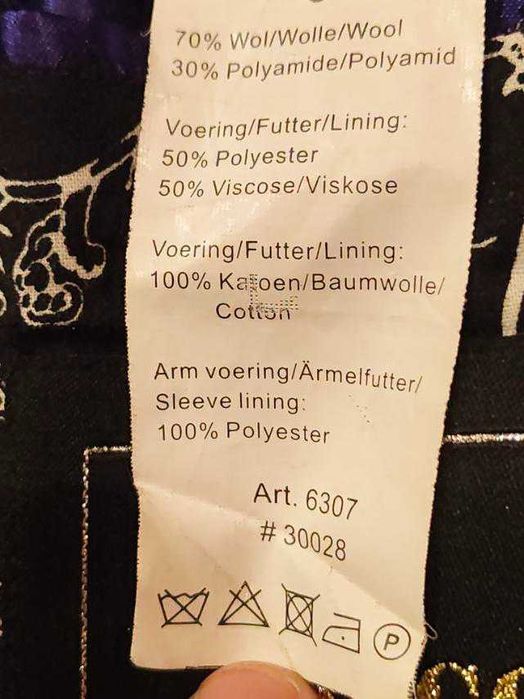 70% Wol/Wolle/Wool
30% Polyamide/Polyamid
Voering/Futter/Lining:
50% Polyester
50% Viscose/Viskose
Voering/Futter/Lining:
100% Katoen/Baumwolle/
Cotton
Arm voering/Ärmelfutter/
Sleeve lining:
100% Polyester
Art. 6307
# 30028
P